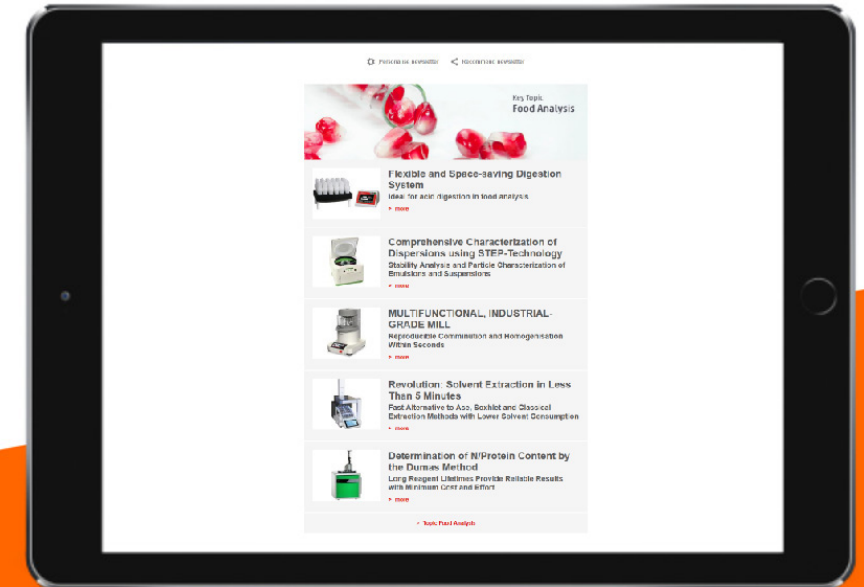 Personalise newsletter Recommend newsletter
Key Topic
Food Analysis
Flexible and Space-saving Digestion
System
Ideal for acid digestion in food analysis
more
Comprehensive Characterization of
Dispersions using STEP-Technology
Stability Analysis and Particle Characterization of
Emulsions and Suspensions
more
MULTIFUNCTIONAL, INDUSTRIAL-
GRADE MILL
Reproducible Comminution and Homogenisation
Within Seconds
more
Revolution: Solvent Extraction in Less
Than 5 Minutes
Fast Alternative to Ase, Soxhlet and Classical
Extraction Methods with Lower Solvent Consumption
more
Determination of N/Protein Content by
the Dumas Method
Long Reagent Lifetimes Provide Reliable Results
with Minimum Cost and Effort
more
Topic Food Analysis